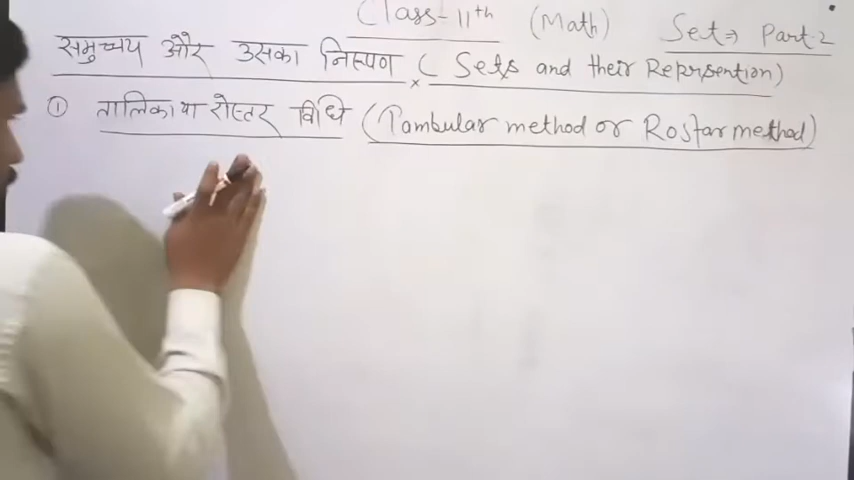 Class-11th (Math) Set⇒ Part-2
समुच्चय और उसका निरूपण × (Sets and their Reprsention)
① तालिका या रोस्टर विधि (Tambular method or Rostar method)